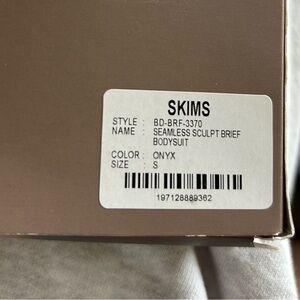 SKIMS
STYLE : BD-BRF-3370
NAME : SEAMLESS SCULPT BRIEF
BODYSUIT
COLOR : ONYX
SIZE : S
197128889362